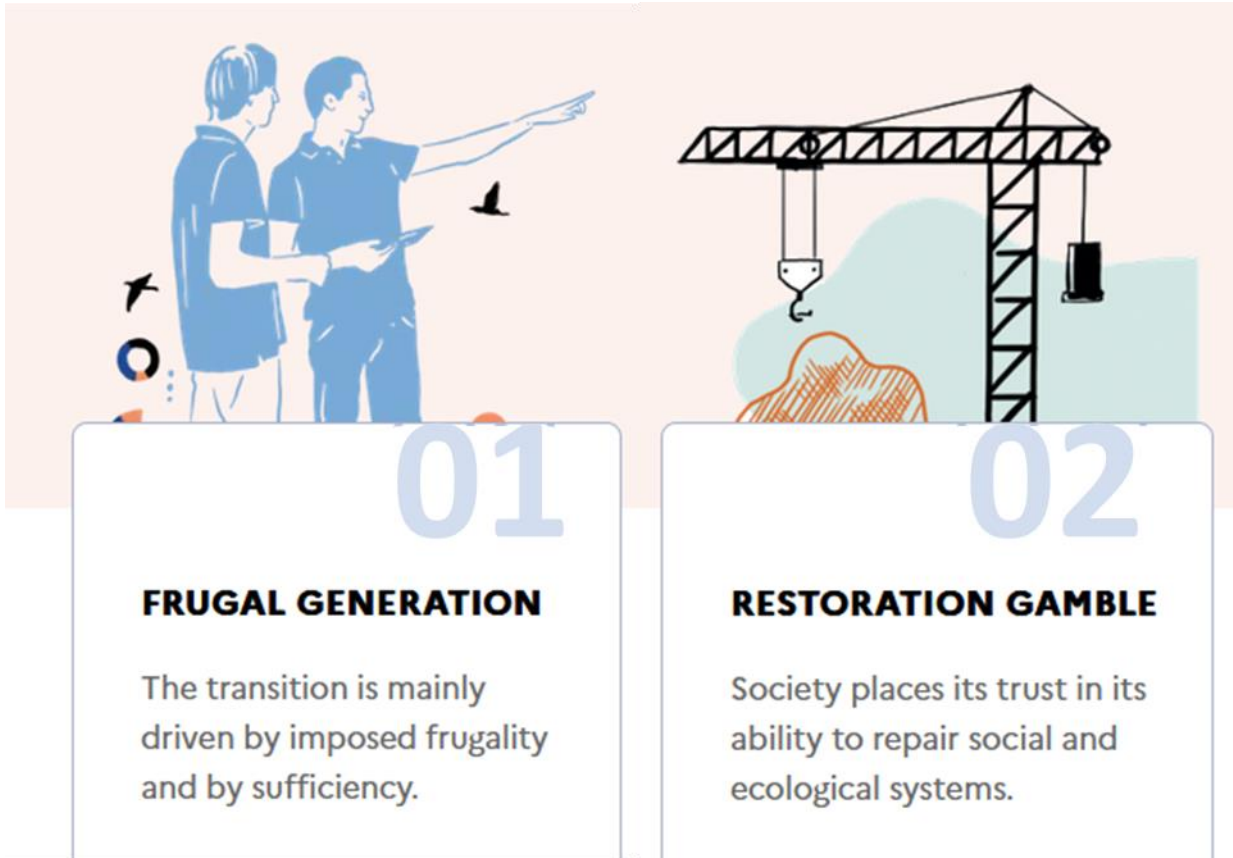 01
FRUGAL GENERATION
The transition is mainly
driven by imposed frugality
and by sufficiency.
02
RESTORATION GAMBLE
Society places its trust in its
ability to repair social and
ecological systems.